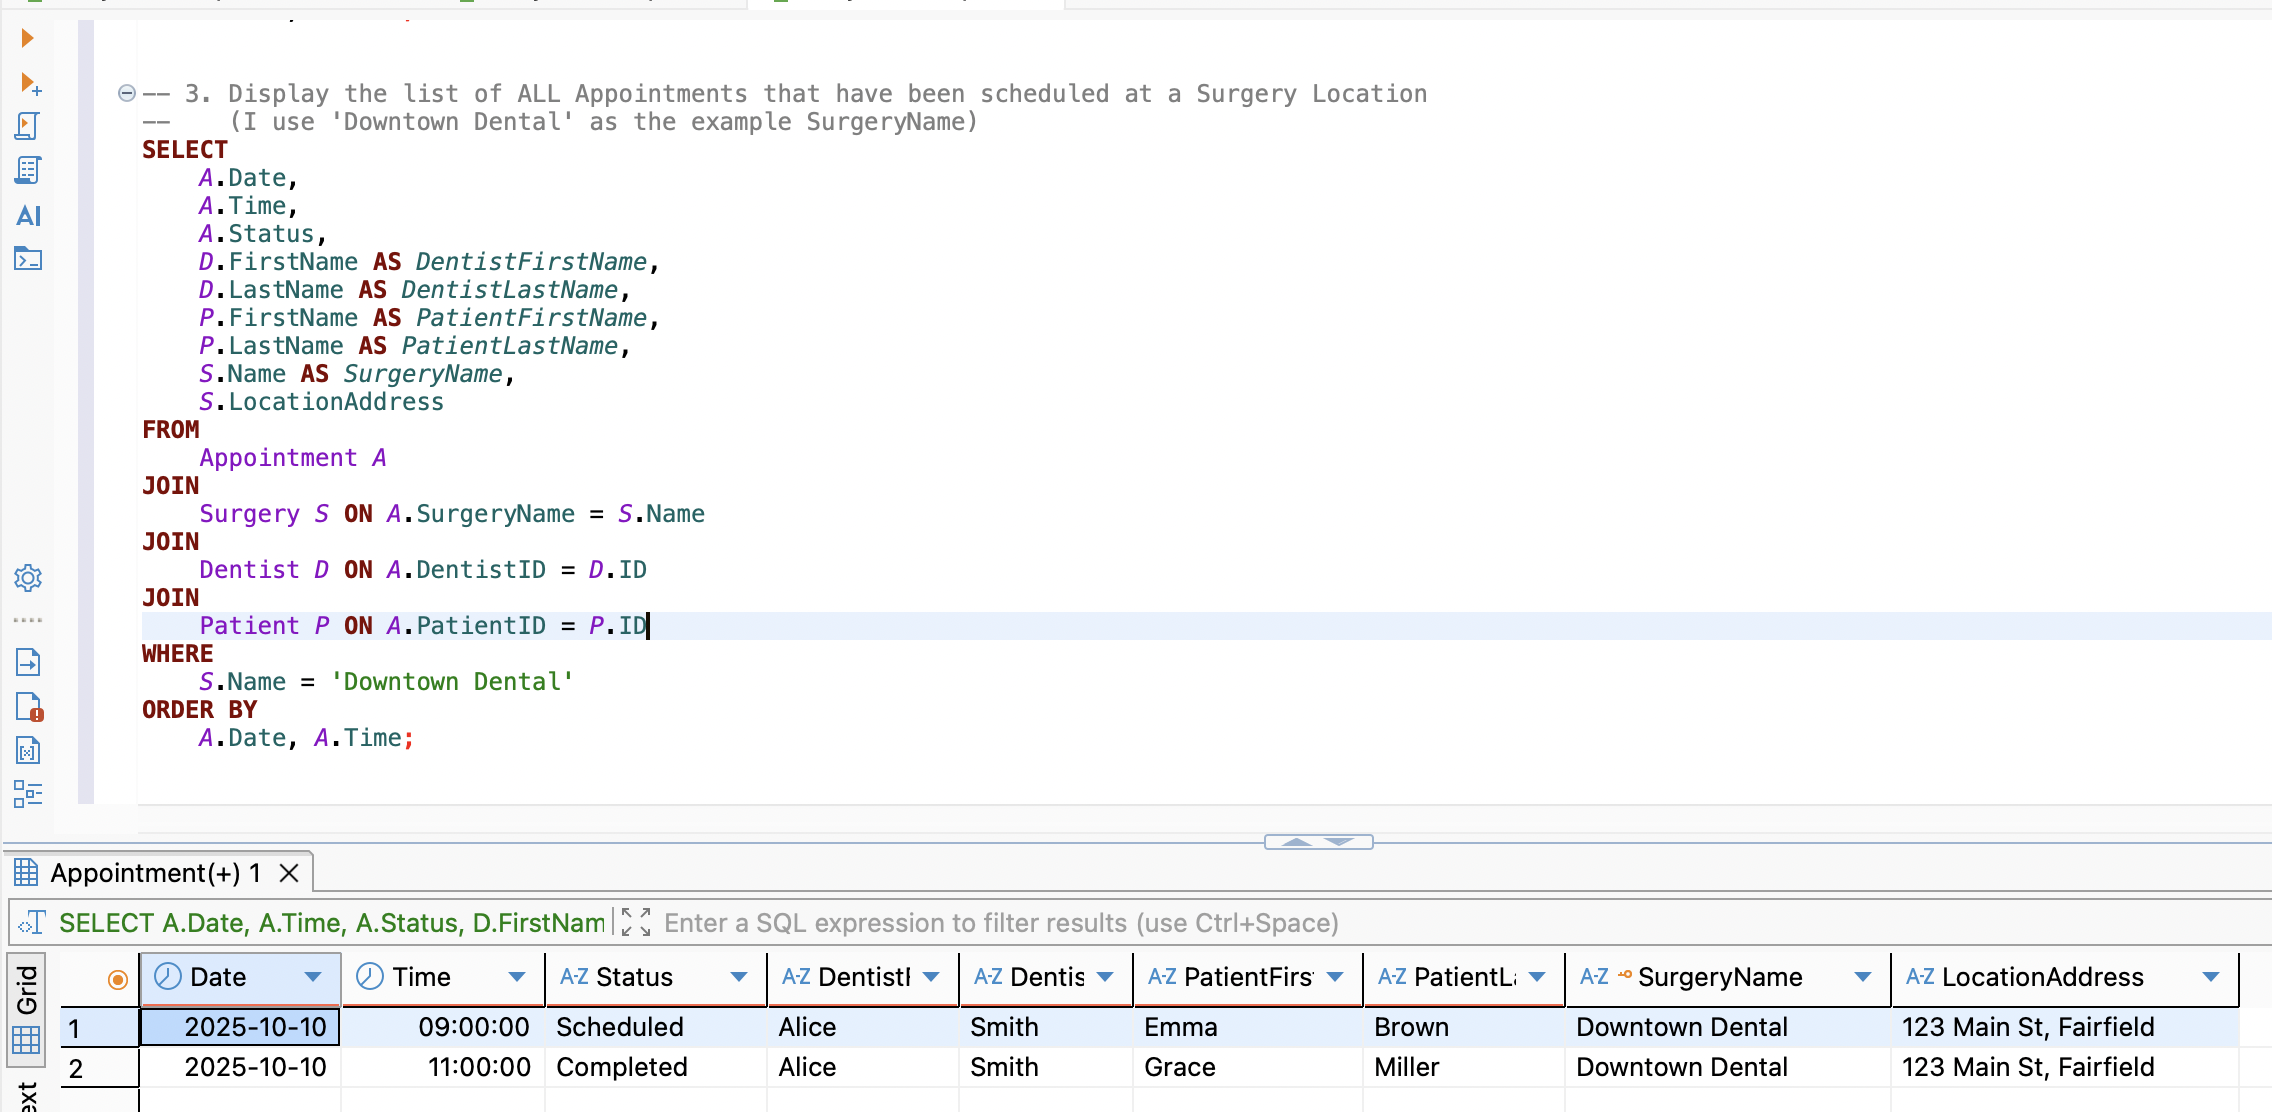 -- 3. Display the list of ALL Appointments that have been scheduled at a Surgery Location
--    (I use 'Downtown Dental' as the example SurgeryName)
SELECT
    A.Date,
    A.Time,
    A.Status,
    D.FirstName AS DentistFirstName,
    D.LastName AS DentistLastName,
    P.FirstName AS PatientFirstName,
    P.LastName AS PatientLastName,
    S.Name AS SurgeryName,
    S.LocationAddress
FROM
    Appointment A
JOIN
    Surgery S ON A.SurgeryName = S.Name
JOIN
    Dentist D ON A.DentistID = D.ID
JOIN
    Patient P ON A.PatientID = P.ID
WHERE
    S.Name = 'Downtown Dental'
ORDER BY
    A.Date, A.Time;
AI
Appointment(+) 1
SELECT A.Date, A.Time, A.Status, D.FirstNam Enter a SQL expression to filter results (use Ctrl+Space)
Grid
Date Time A-Z Status A-Z DentistF A-Z Dentis A-Z PatientFirs A-Z PatientLa A-Z SurgeryName A-Z LocationAddress
1 2025-10-10 09:00:00 Scheduled Alice Smith Emma Brown Downtown Dental 123 Main St, Fairfield
2 2025-10-10 11:00:00 Completed Alice Smith Grace Miller Downtown Dental 123 Main St, Fairfield